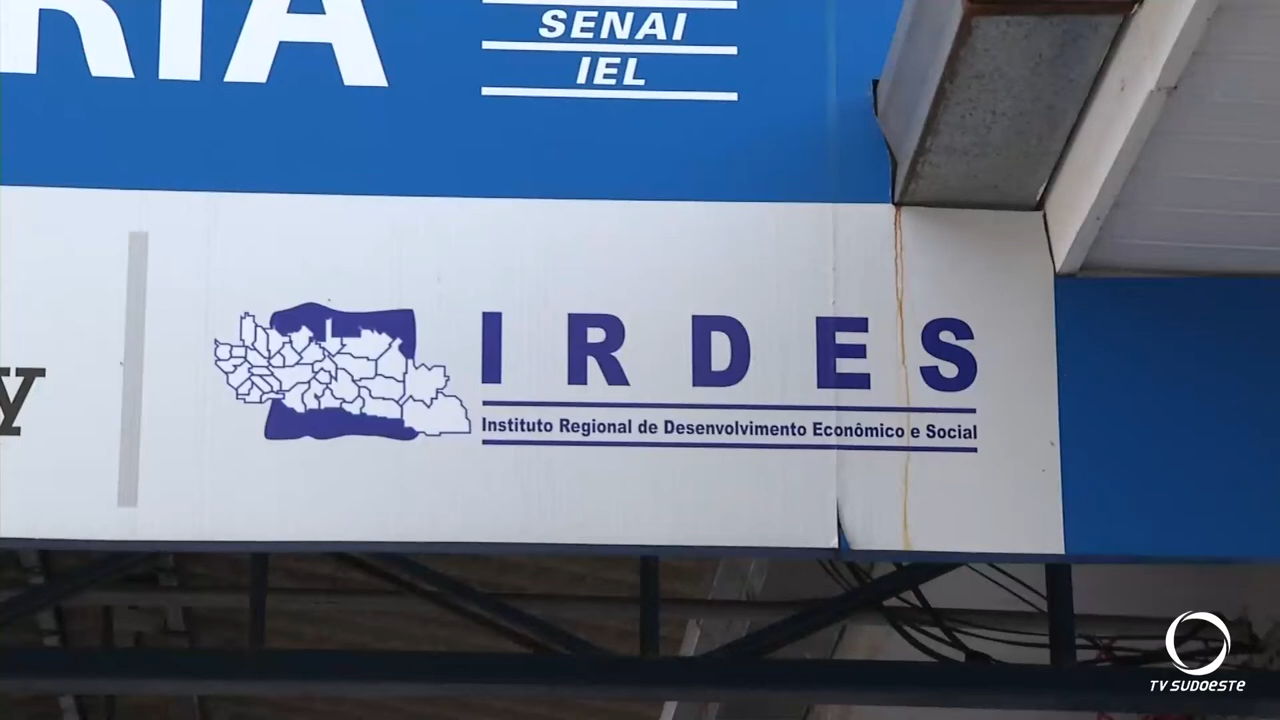 RIA
SENAI
IEL
y
IRDES
Instituto Regional de Desenvolvimento Econômico e Social
TV SUDOESTE